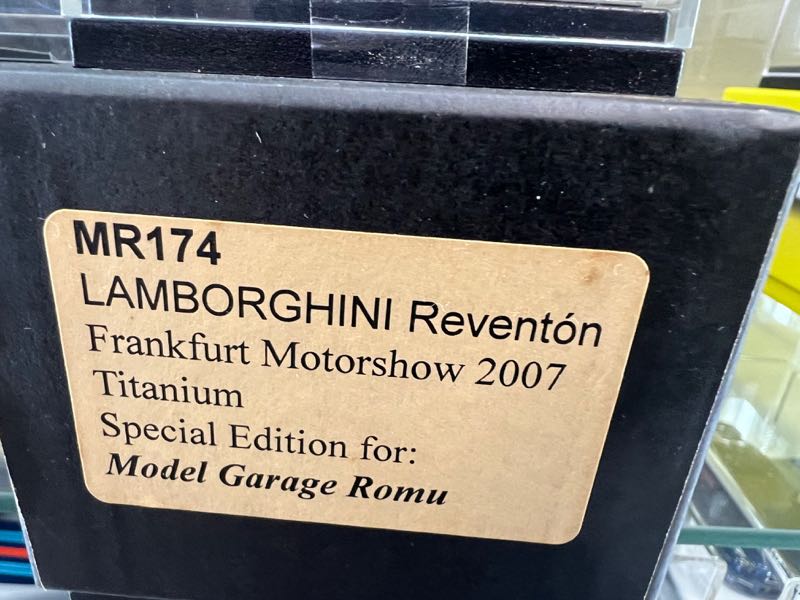 MR174
LAMBORGHINI Reventón
Frankfurt Motorshow 2007
Titanium
Special Edition for:
Model Garage Romu